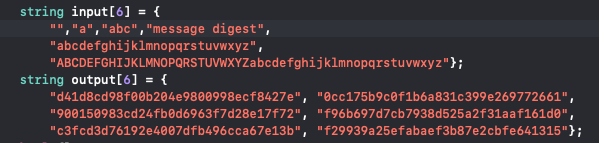 string input[6] = {
"","a","abc","message digest",
"abcdefghijklmnopqrstuvwxyz",
"ABCDEFGHIJKLMNOPQRSTUVWXYZabcdefghijklmnopqrstuvwxyz"};
string output[6] = {
"d41d8cd98f00b204e9800998ecf8427e", "0cc175b9c0f1b6a831c399e269772661",
"900150983cd24fb0d6963f7d28e17f72", "f96b697d7cb7938d525a2f31aaf161d0",
"c3fcd3d76192e4007dfb496cca67e13b", "f29939a25efabaef3b87e2cbfe641315"};